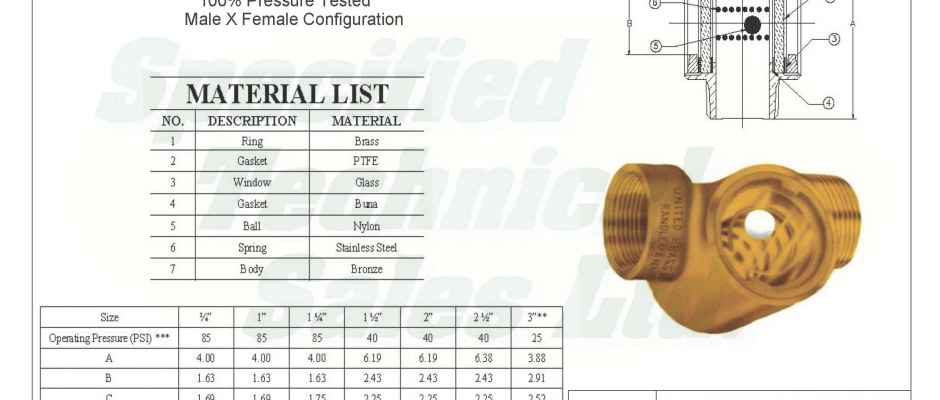 100% Pressure Tested
Male X Female Configuration
6
B
A
5
3
4
MATERIAL LIST
NO. DESCRIPTION MATERIAL
1 Ring Brass
2 Gasket PTFE
3 Window Glass
4 Gasket Buna
5 Ball Nylon
6 Spring Stainless Steel
7 Body Bronze
Specified
Technical
Sales Ltd.
UNITED BRASS
Size ¾" 1" 1 ¼" 1 ½" 2" 2 ½" 3"**
Operating Pressure (PSI) *** 85 85 85 40 40 40 25
A 4.00 4.00 4.00 6.19 6.19 6.38 3.88
B 1.63 1.63 1.63 2.43 2.43 2.43 2.91
C 1.69 1.69 1.75 2.25 2.25 2.25 2.52